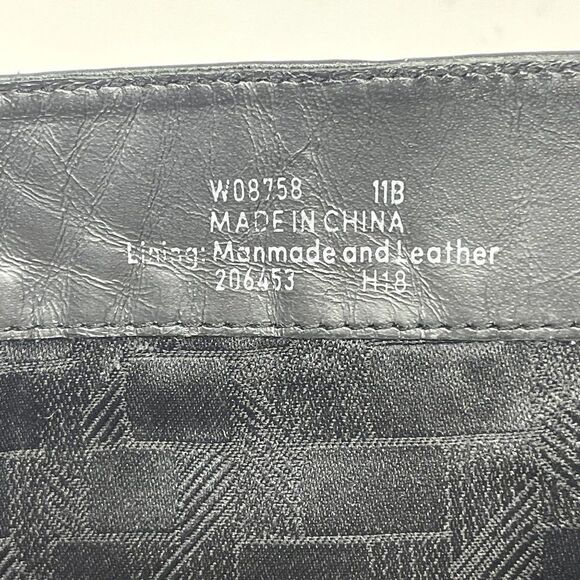 W08758 11B
MADE IN CHINA
Lining: Manmade and Leather
206453 H18